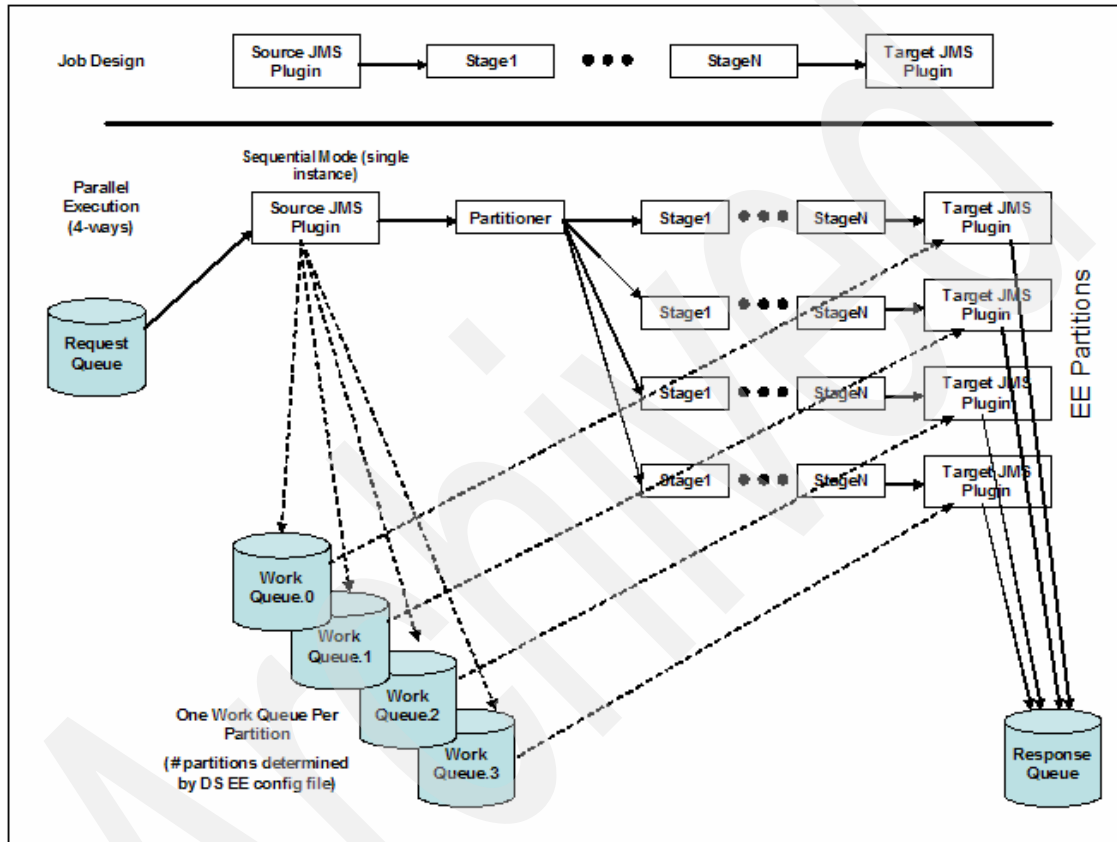 Job Design
Source JMS
Plugin
Stage1
StageN
Target JMS
Plugin
Sequential Mode (single
instance)
Parallel
Execution
(4-ways)
Source JMS
Plugin
Partitioner
Stage1
StageN
Target JMS
Plugin
Stage1
StageN
Target JMS
Plugin
Stage1
StageN
Target JMS
Plugin
Stage1
StageN
Target JMS
Plugin
EE Partitions
Request
Queue
Work
Queue.0
Work
Queue.1
Work
Queue.2
Work
Queue.3
One Work Queue Per
Partition
(# partitions determined
by DS EE config file)
Response
Queue
Archived